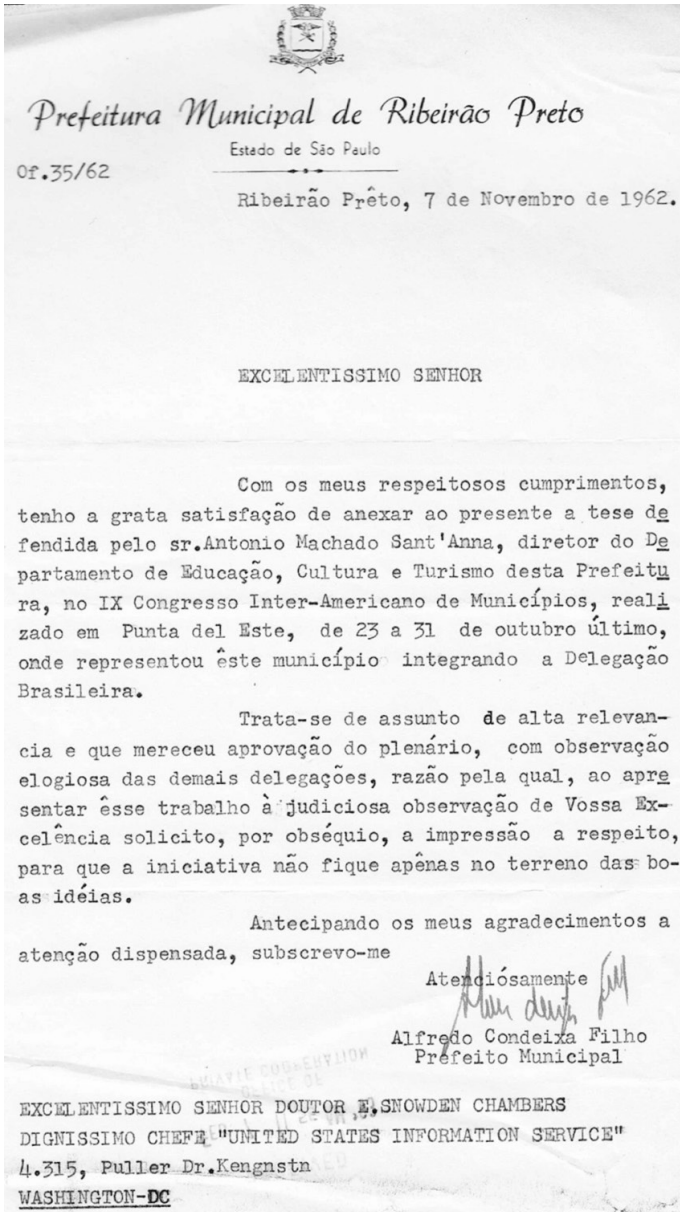 Prefeitura Municipal de Ribeirão Preto
Estado de São Paulo
Of.35/62
Ribeirão Prêto, 7 de Novembro de 1962.
EXCELENTISSIMO SENHOR
Com os meus respeitosos cumprimentos,
tenho a grata satisfação de anexar ao presente a tese de
fendida pelo sr.Antonio Machado Sant'Anna, diretor do De
partamento de Educação, Cultura e Turismo desta Prefeitu
ra, no IX Congresso Inter-Americano de Municípios, reali
zado em Punta del Este, de 23 a 31 de outubro último,
onde representou êste município integrando a Delegação
Brasileira.
Trata-se de assunto de alta relevan-
cia e que mereceu aprovação do plenário, com observação
elogiosa das demais delegações, razão pela qual, ao apre
sentar êsse trabalho à judiciosa observação de Vossa Ex-
celência solicito, por obséquio, a impressão a respeito,
para que a iniciativa não fique apênas no terreno das bo-
as idéias.
Antecipando os meus agradecimentos a
atenção dispensada, subscrevo-me
Atenciósamente
Alfredo Condeixa Filho
Prefeito Municipal
PRIVATE COOPERATION
OFFICE OF
EXCELENTISSIMO SENHOR DOUTOR E.SNOWDEN CHAMBERS
DIGNISSIMO CHEFE "UNITED STATES INFORMATION SERVICE"
4.315, Puller Dr.Kengnstn
WASHINGTON-DC